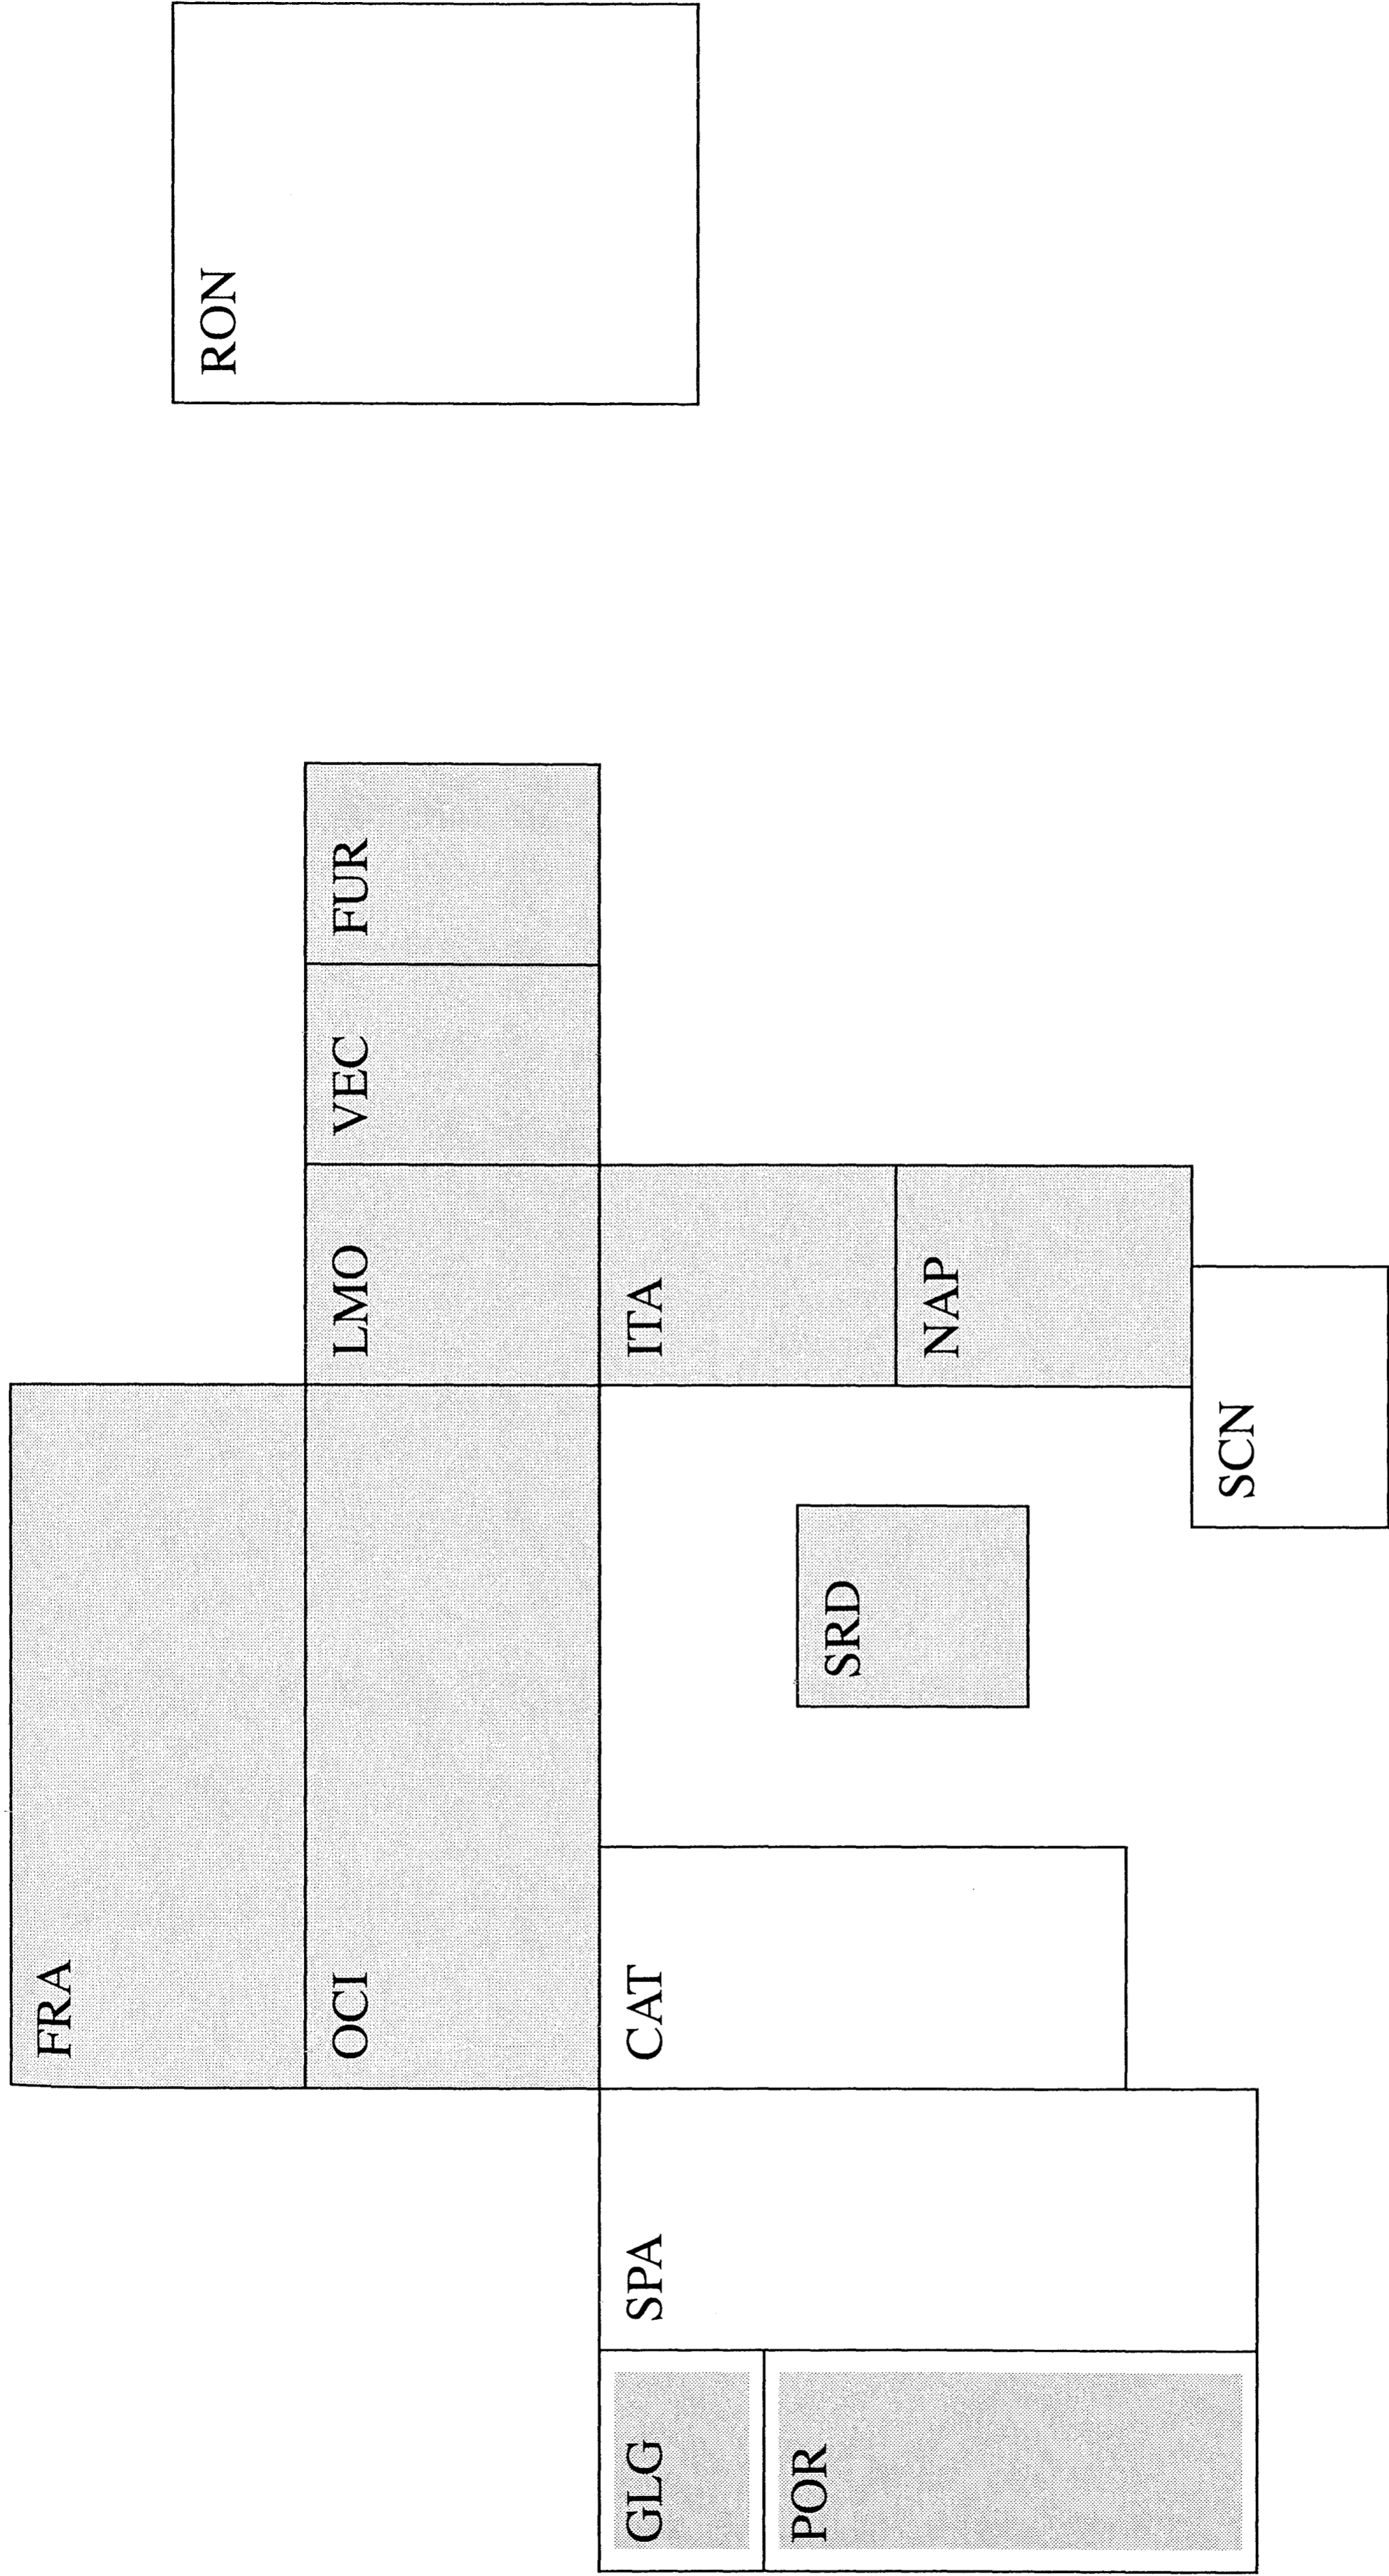 FRA
RON
OCI
LMO
VEC
FUR
GLG
SPA
CAT
ITA
POR
SRD
NAP
SCN